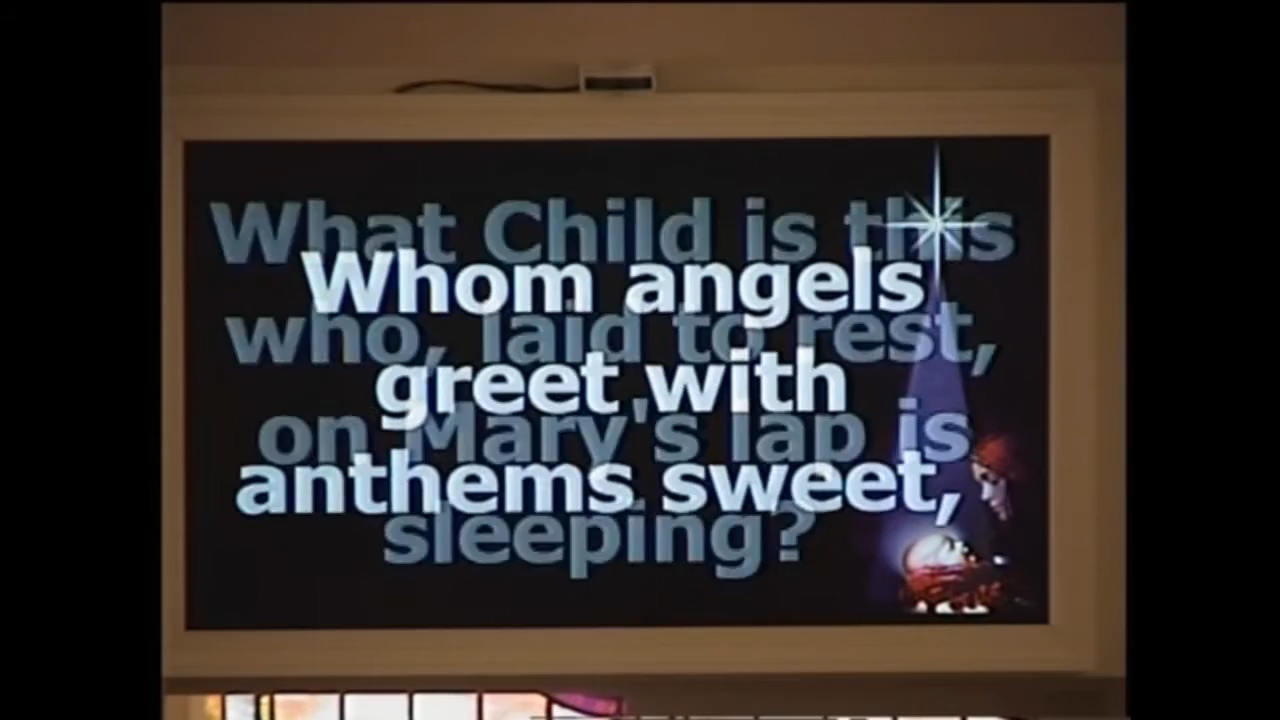 What Child is this
Whom angels
who, laid to rest,
greet with
on Mary's lap is
anthems sweet,
sleeping?